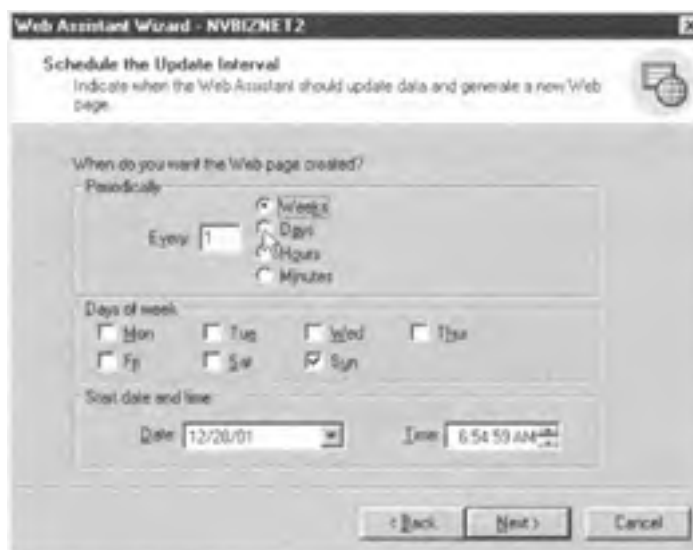 Web Assistant Wizard - NVBIZNET2
Schedule the Update Interval
Indicate when the Web Assistant should update data and generate a new Web
page.
When do you want the Web page created?
Periodically
Every 1
Weeks
Days
Hours
Minutes
Days of week
Mon Tue Wed Thu
Fri Sat Sun
Start date and time
Date: 12/28/01 Time: 6:54:59 AM
< Back Next > Cancel